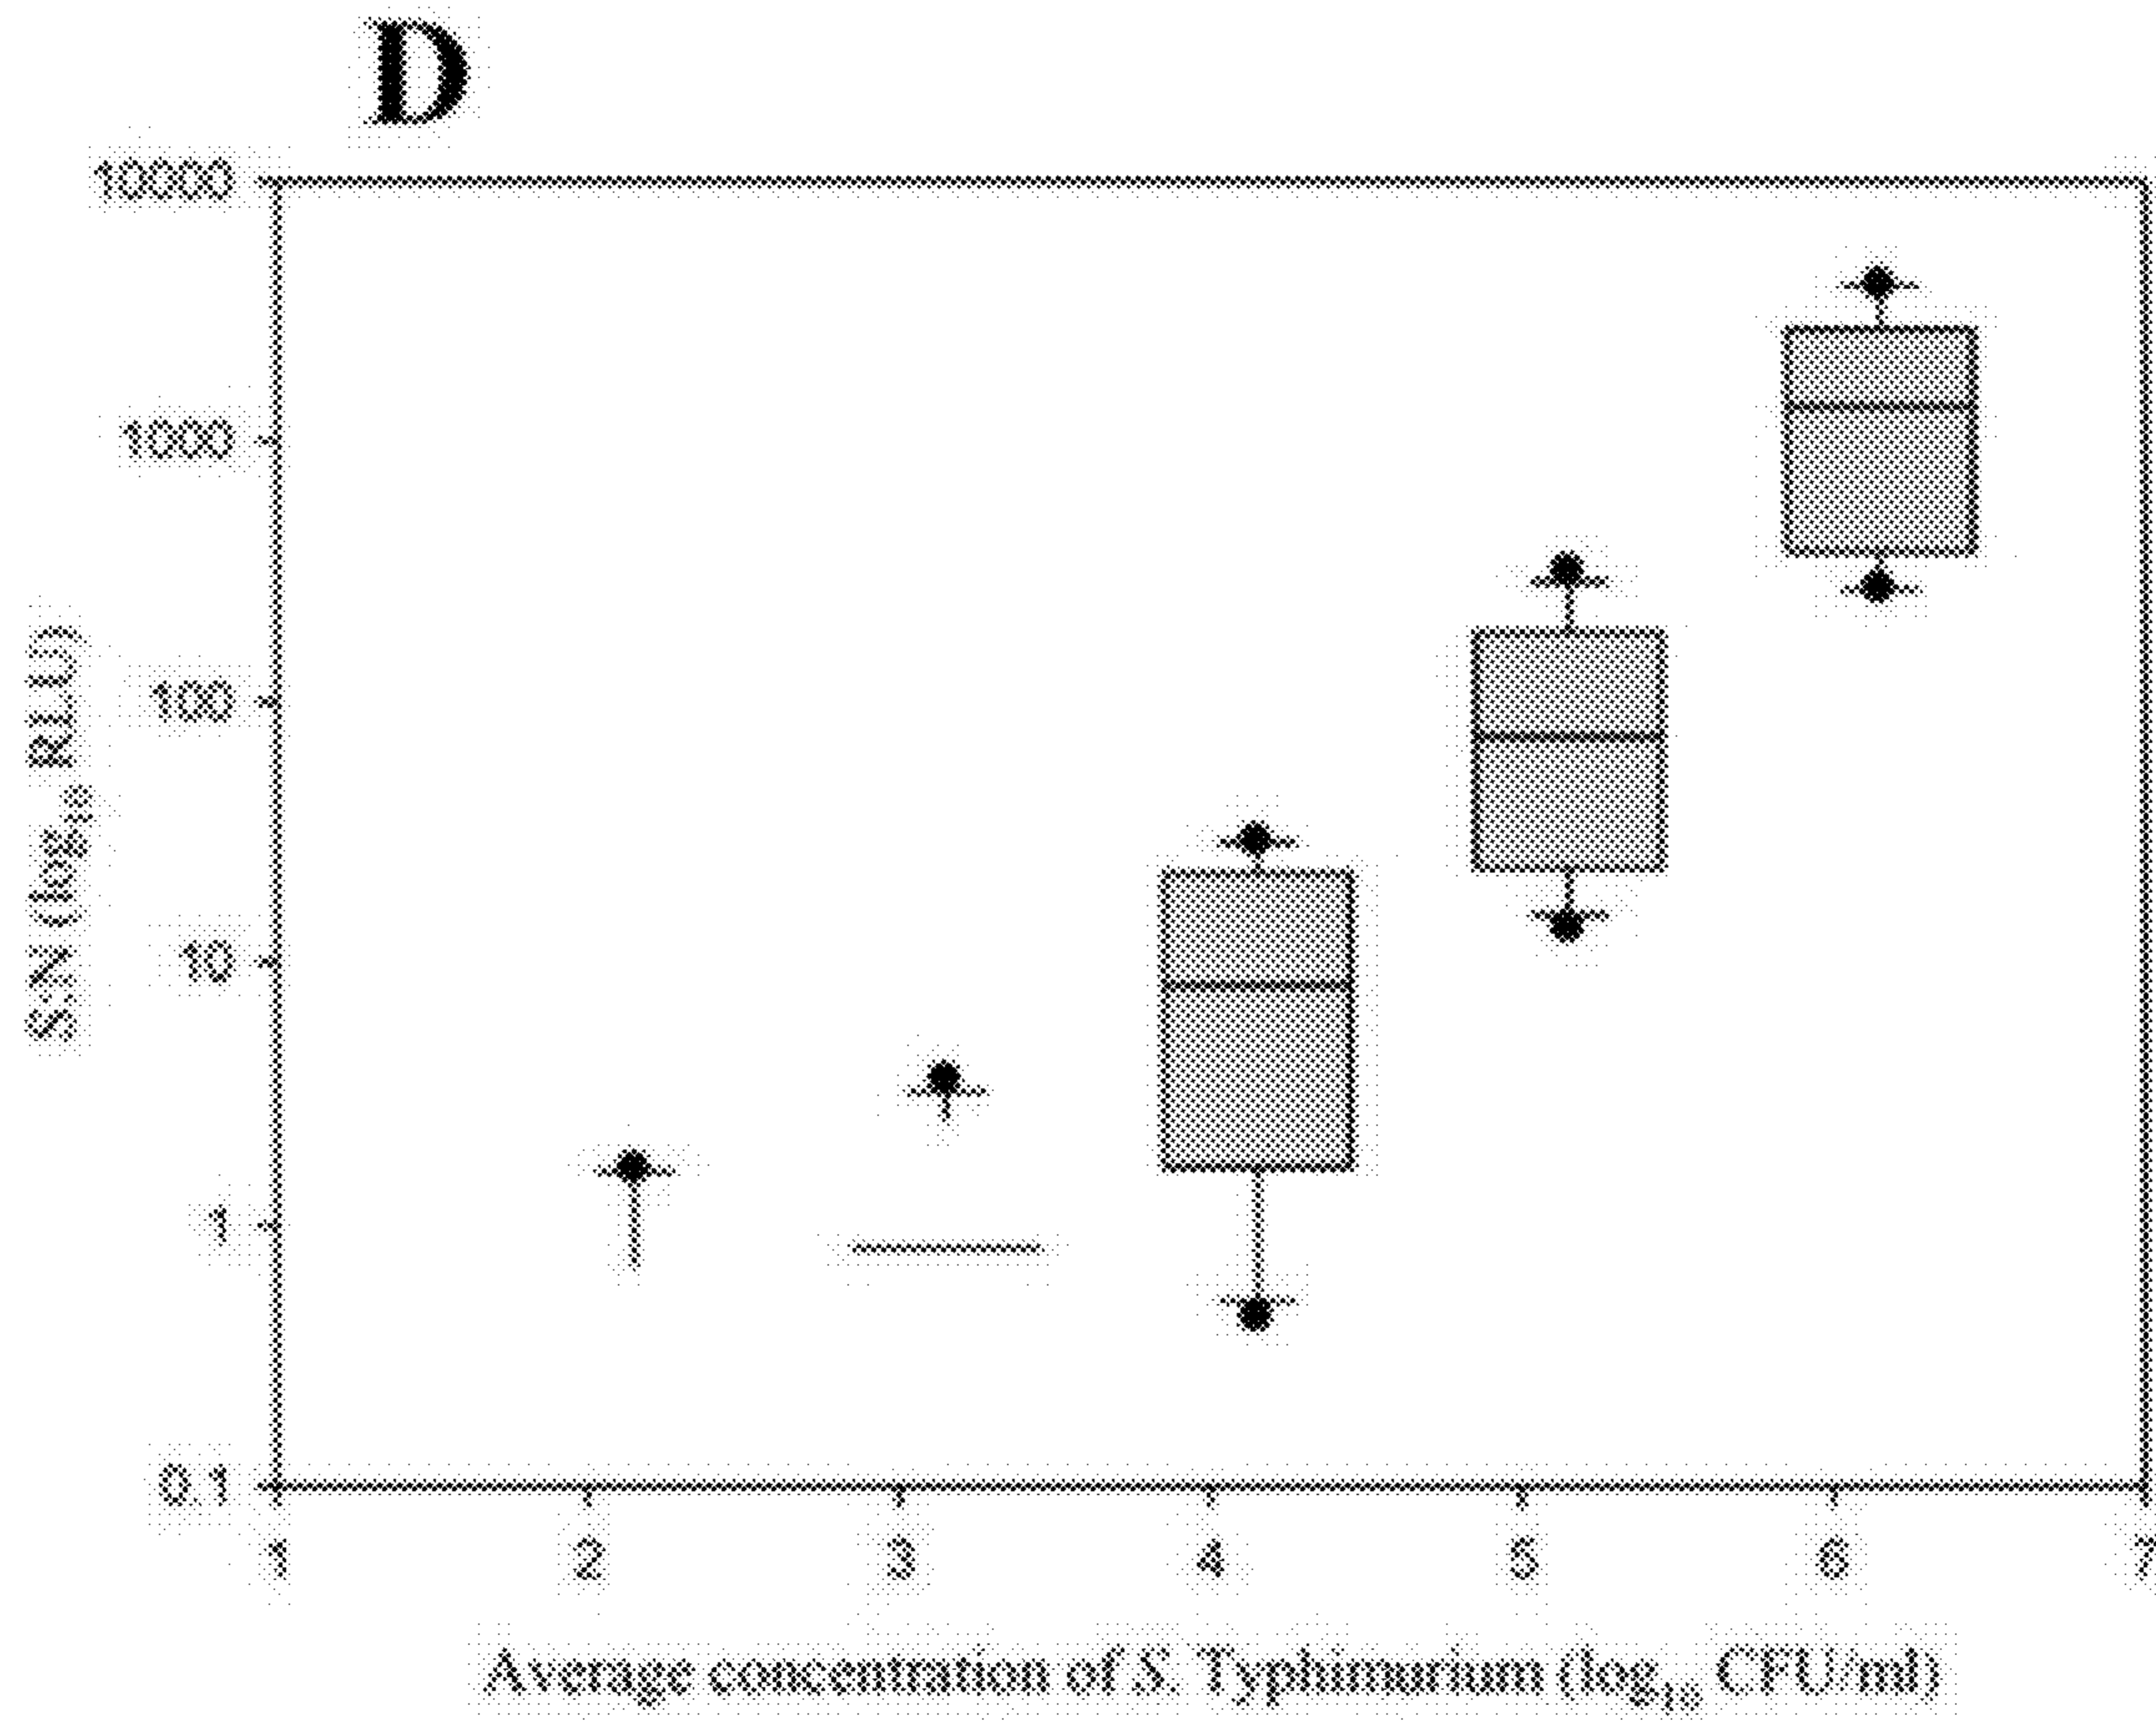 D
10000
1000
100
10
1
0.1
SSN (log10 RLU)
1 2 3 4 5 6 7
Average concentration of S. Typhimurium (log10 CFU/ml)